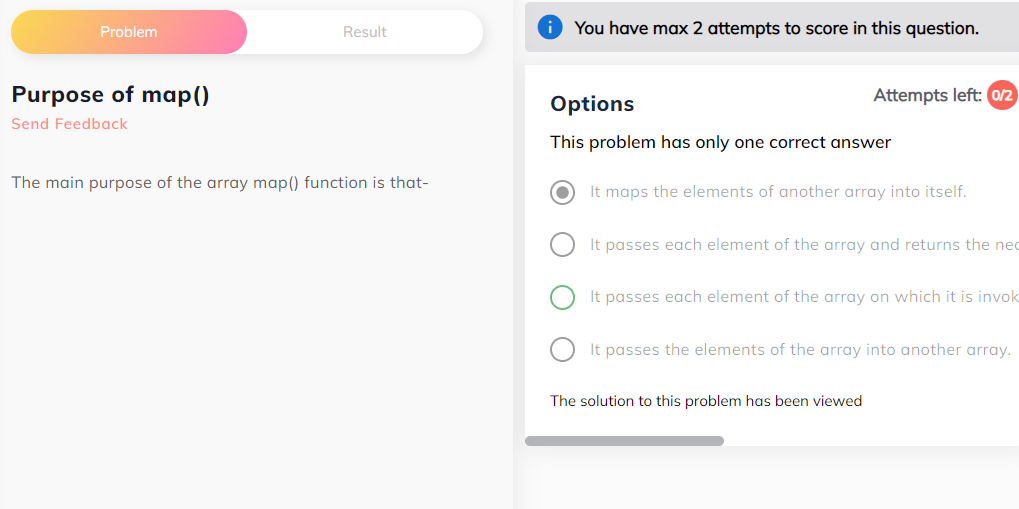 Problem
Result
Purpose of map()
Send Feedback
The main purpose of the array map() function is that-
You have max 2 attempts to score in this question.
Options
Attempts left: 0/2
This problem has only one correct answer
It maps the elements of another array into itself.
It passes each element of the array and returns the
It passes each element of the array on which it is
It passes the elements of the array into another array.
The solution to this problem has been viewed